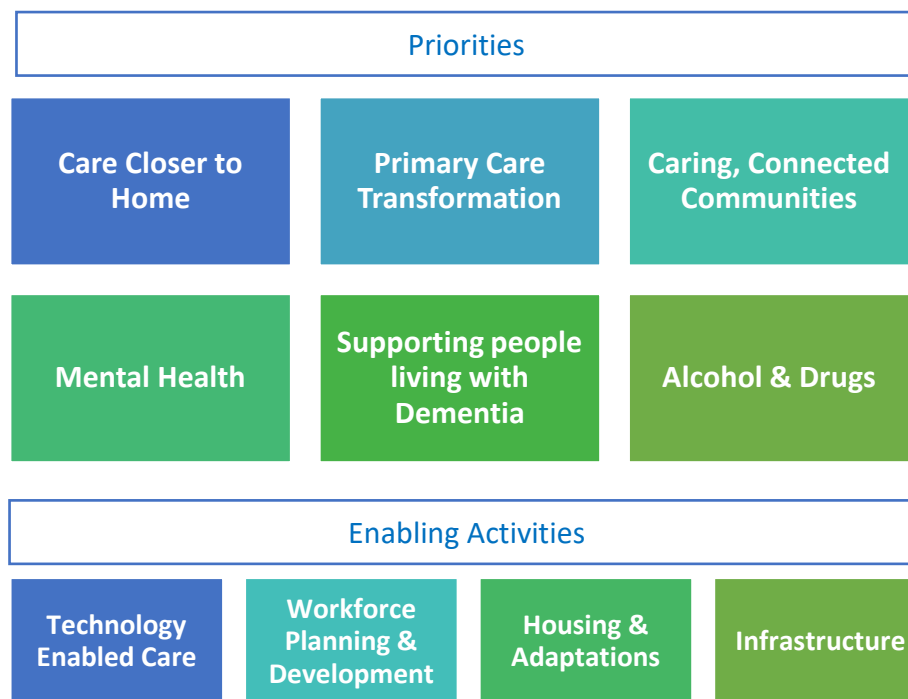 Priorities
Care Closer to
Home
Primary Care
Transformation
Caring, Connected
Communities
Mental Health
Supporting people
living with
Dementia
Alcohol & Drugs
Enabling Activities
Technology
Enabled Care
Workforce
Planning &
Development
Housing &
Adaptations
Infrastructure